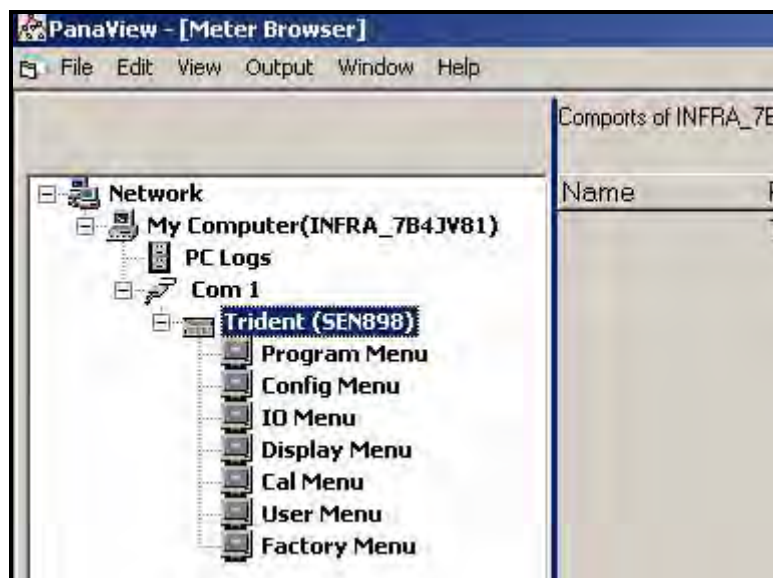 PanaView - [Meter Browser]
File Edit View Output Window Help
Comports of INFRA_7B
Name
Network
My Computer(INFRA_7B4JV81)
PC Logs
Com 1
Trident (SEN898)
Program Menu
Config Menu
IO Menu
Display Menu
Cal Menu
User Menu
Factory Menu